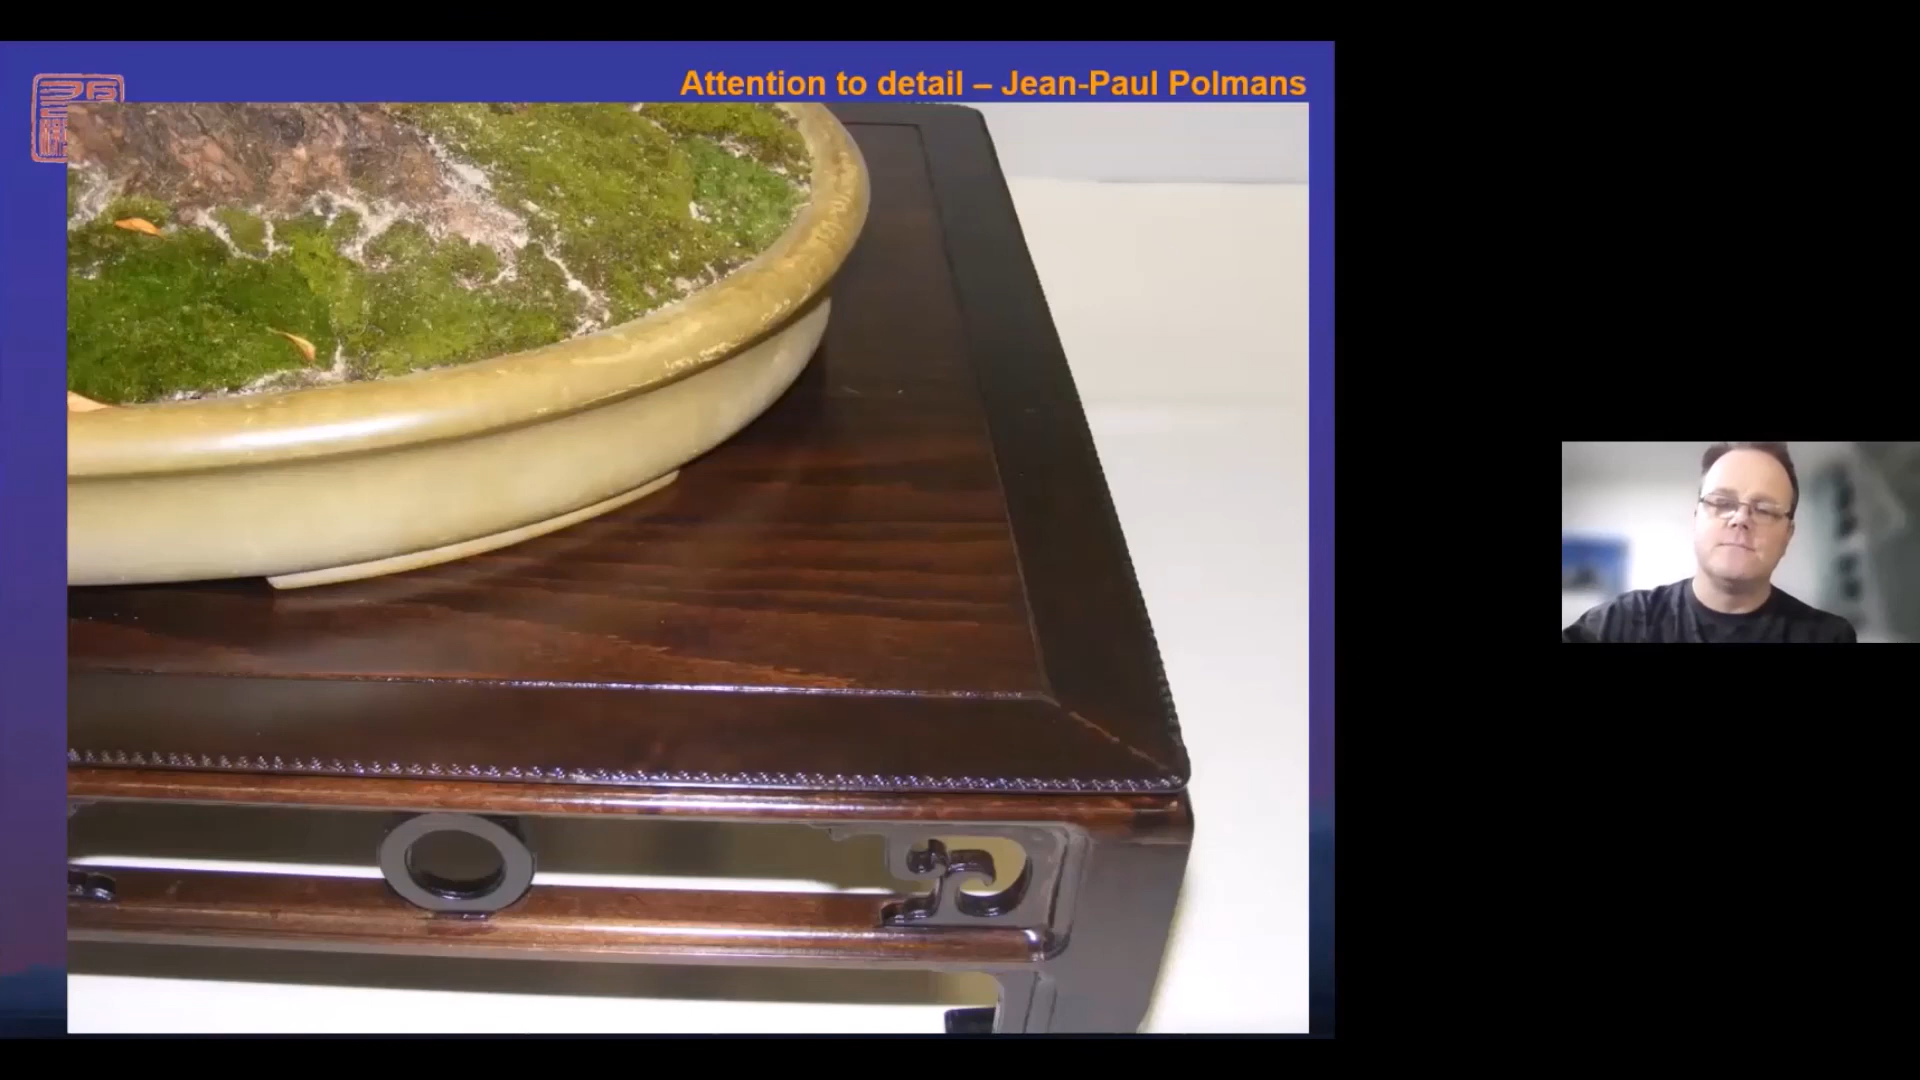 Attention to detail – Jean-Paul Polmans